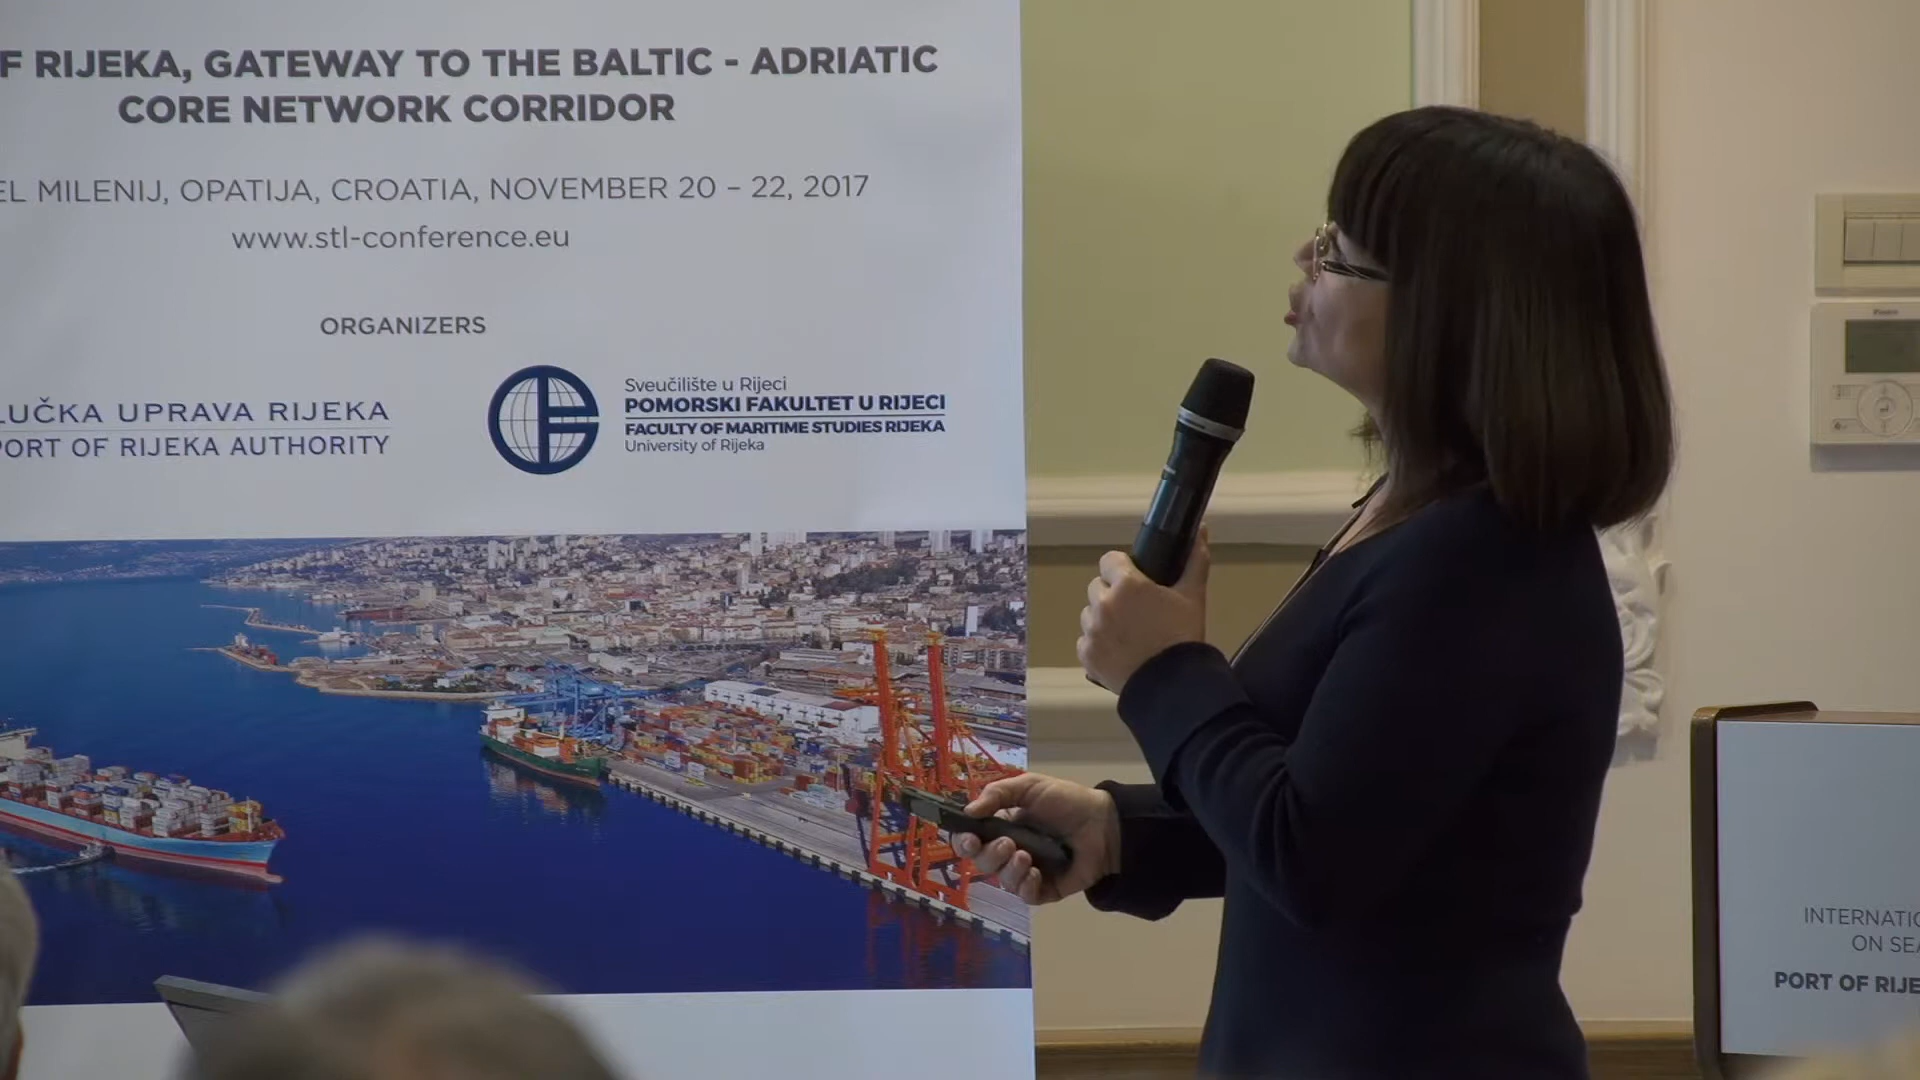 F RIJEKA, GATEWAY TO THE BALTIC - ADRIATIC
CORE NETWORK CORRIDOR
EL MILENIJ, OPATIJA, CROATIA, NOVEMBER 20 – 22, 2017
www.stl-conference.eu
ORGANIZERS
LUČKA UPRAVA RIJEKA
PORT OF RIJEKA AUTHORITY
Sveučilište u Rijeci
POMORSKI FAKULTET U RIJECI
FACULTY OF MARITIME STUDIES RIJEKA
University of Rijeka
INTERNATIO
ON SEA
PORT OF RIJE